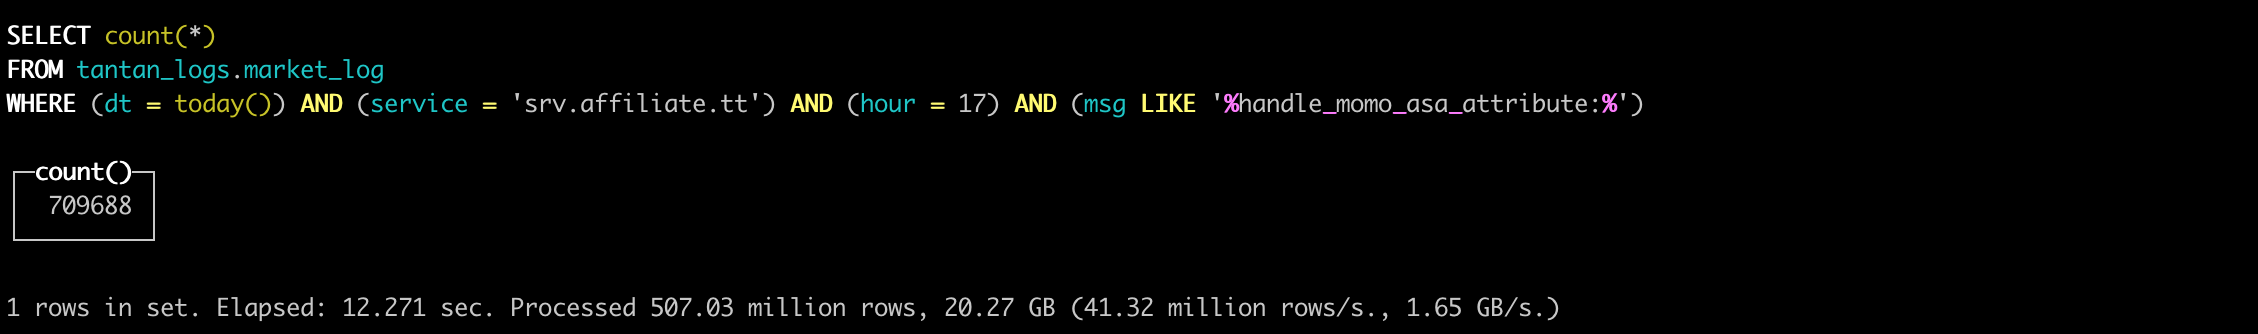 SELECT count(*)
FROM tantan_logs.market_log
WHERE (dt = today()) AND (service = 'srv.affiliate.tt') AND (hour = 17) AND (msg LIKE '%handle_momo_asa_attribute:%')
count()
709688
1 rows in set. Elapsed: 12.271 sec. Processed 507.03 million rows, 20.27 GB (41.32 million rows/s., 1.65 GB/s.)